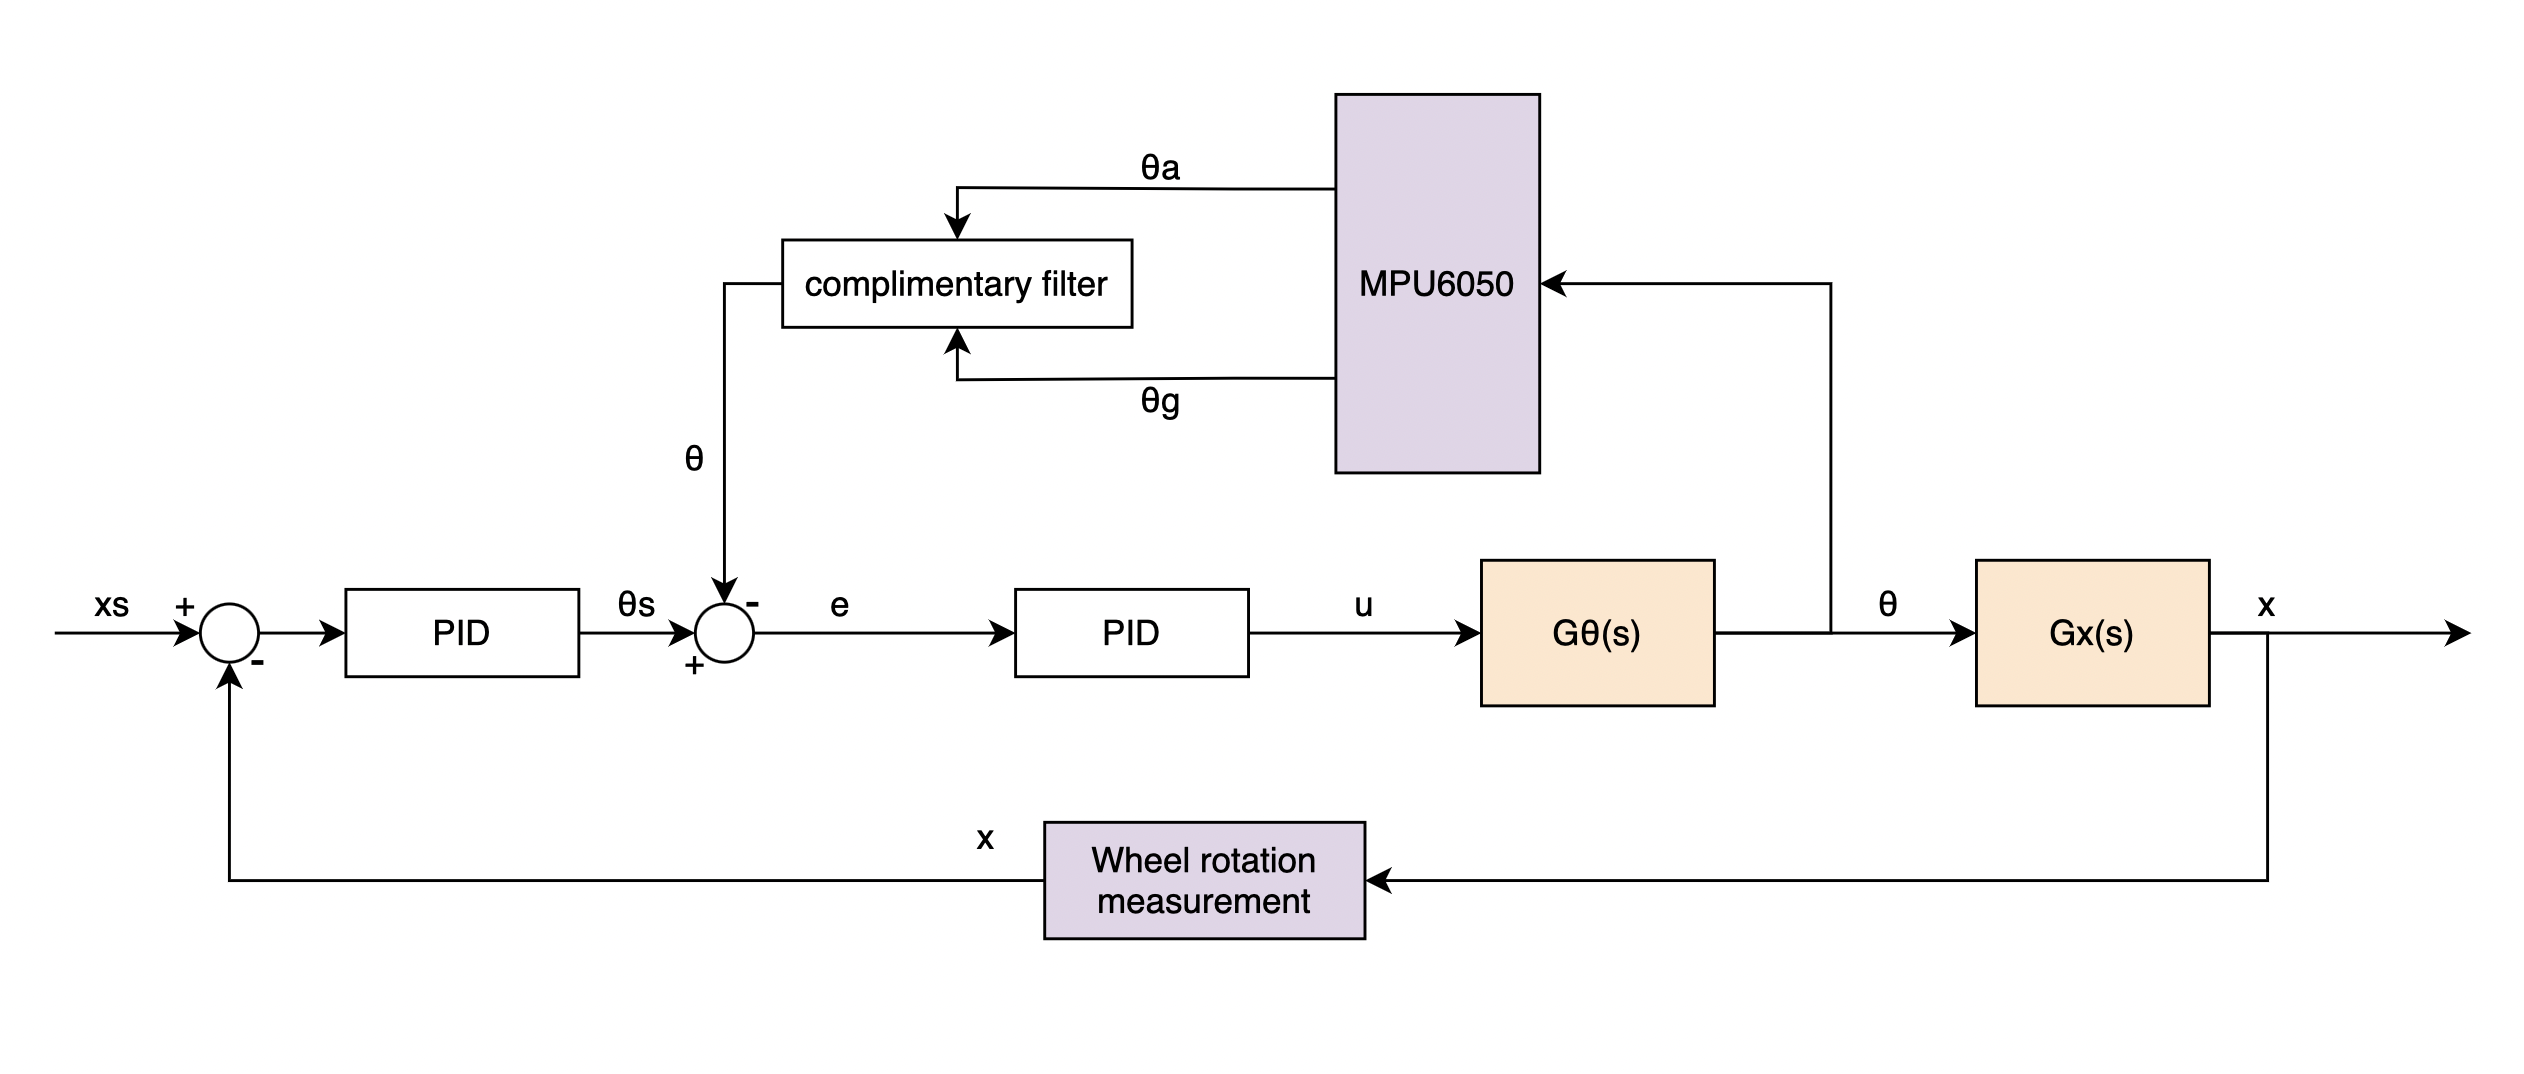 θa
complimentary filter
MPU6050
θg
θ
xs
+
-
PID
θs
-
+
e
PID
u
Gθ(s)
θ
Gx(s)
x
x
Wheel rotation
measurement